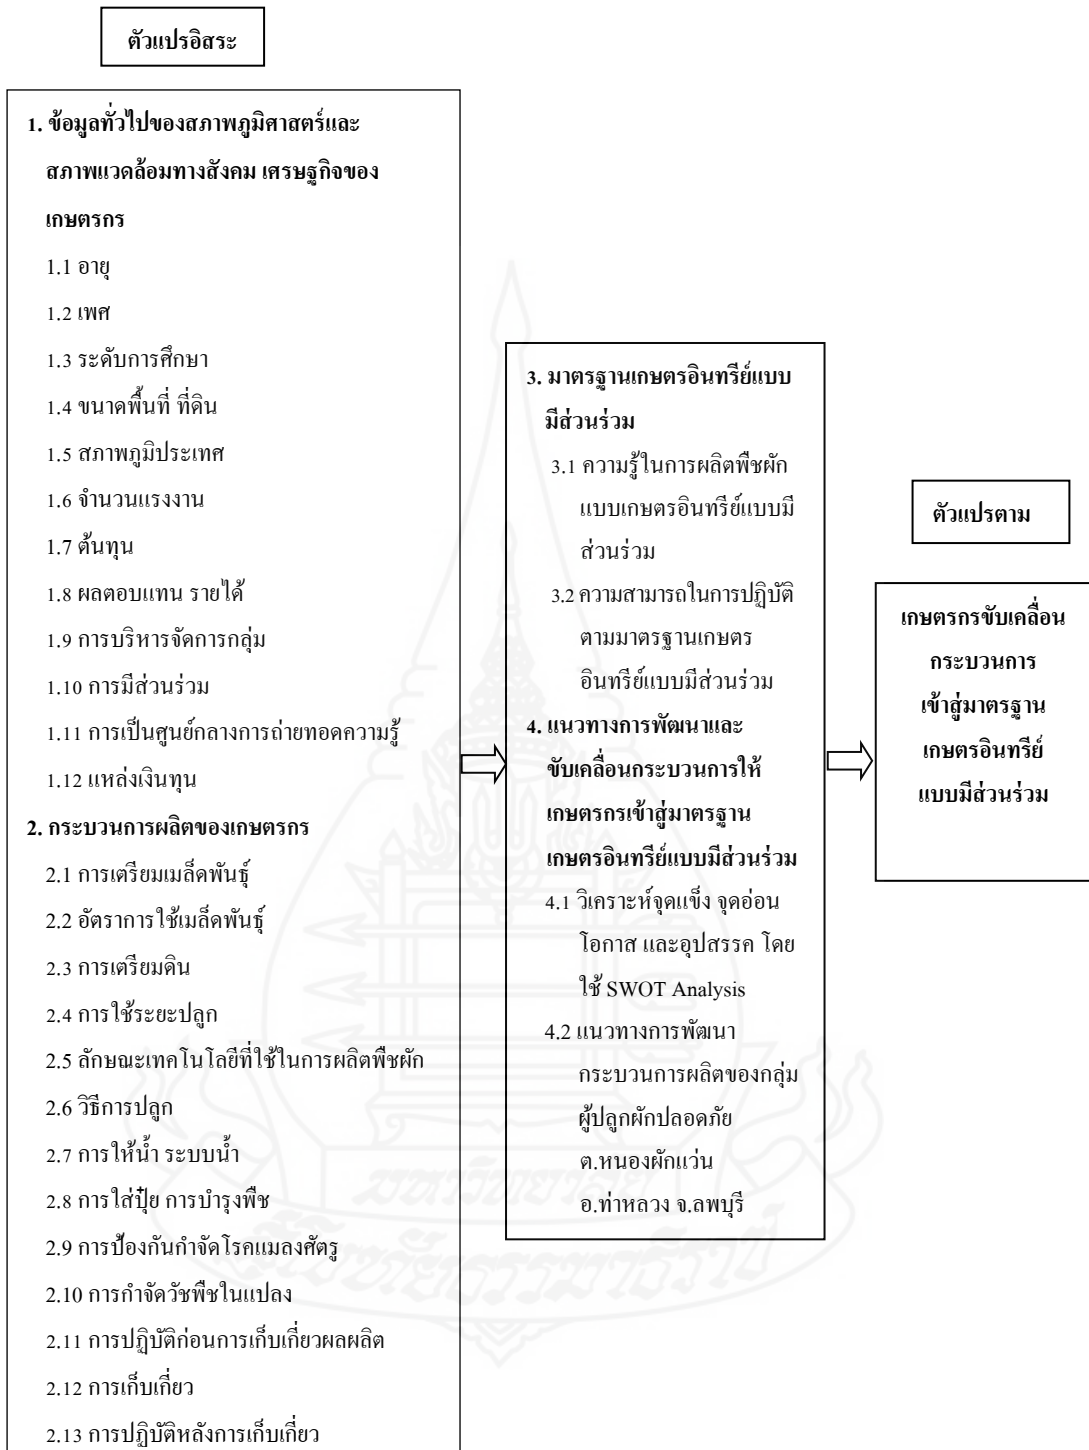 ตัวแปรอิสระ
1. ข้อมูลทั่วไปของสภาพภูมิศาสตร์และ
สภาพแวดล้อมทางสังคม เศรษฐกิจของ
เกษตรกร
1.1 อายุ
1.2 เพศ
1.3 ระดับการศึกษา
1.4 ขนาดพื้นที่ ที่ดิน
1.5 สภาพภูมิประเทศ
1.6 จำนวนแรงงาน
1.7 ต้นทุน
1.8 ผลตอบแทน รายได้
1.9 การบริหารจัดการกลุ่ม
1.10 การมีส่วนร่วม
1.11 การเป็นศูนย์กลางการถ่ายทอดความรู้
1.12 แหล่งเงินทุน
2. กระบวนการผลิตของเกษตรกร
2.1 การเตรียมเมล็ดพันธุ์
2.2 อัตราการใช้เมล็ดพันธุ์
2.3 การเตรียมดิน
2.4 การใช้ระยะปลูก
2.5 ลักษณะเทคโนโลยีที่ใช้ในการผลิตพืชผัก
2.6 วิธีการปลูก
2.7 การให้น้ำ ระบบน้ำ
2.8 การใส่ปุ๋ย การบำรุงพืช
2.9 การป้องกันกำจัดโรคแมลงศัตรู
2.10 การกำจัดวัชพืชในแปลง
2.11 การปฏิบัติก่อนการเก็บเกี่ยวผลผลิต
2.12 การเก็บเกี่ยว
2.13 การปฏิบัติหลังการเก็บเกี่ยว
3. มาตรฐานเกษตรอินทรีย์แบบ
มีส่วนร่วม
3.1 ความรู้ในการผลิตพืชผัก
แบบเกษตรอินทรีย์แบบมี
ส่วนร่วม
3.2 ความสามารถในการปฏิบัติ
ตามมาตรฐานเกษตร
อินทรีย์แบบมีส่วนร่วม
4. แนวทางการพัฒนาและ
ขับเคลื่อนกระบวนการให้
เกษตรกรเข้าสู่มาตรฐาน
เกษตรอินทรีย์แบบมีส่วนร่วม
4.1 วิเคราะห์จุดแข็ง จุดอ่อน
โอกาส และอุปสรรค โดย
ใช้ SWOT Analysis
4.2 แนวทางการพัฒนา
กระบวนการผลิตของกลุ่ม
ผู้ปลูกผักปลอดภัย
ต.หนองผักแว่น
อ.ท่าหลวง จ.ลพบุรี
ตัวแปรตาม
เกษตรกรขับเคลื่อน
กระบวนการ
เข้าสู่มาตรฐาน
เกษตรอินทรีย์
แบบมีส่วนร่วม
มหาวิทยาลัย
สุโขทัยธรรมาธิราช